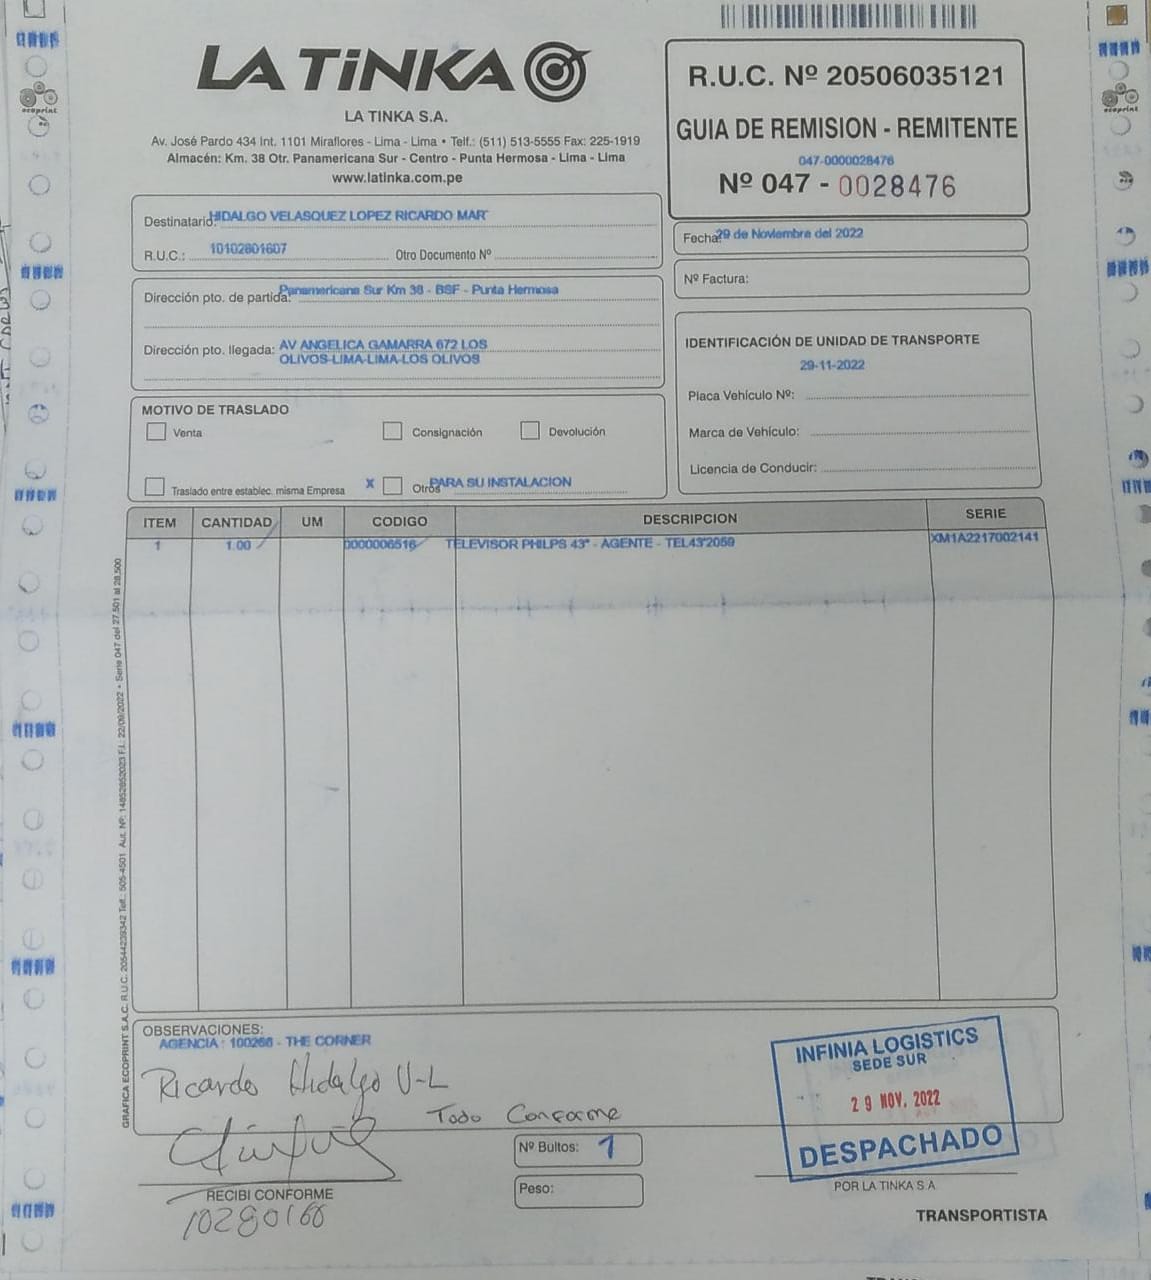 LA TiNKA
LA TINKA S.A.
Av. José Pardo 434 Int. 1101 Miraflores - Lima - Lima • Telf.: (511) 513-5555 Fax: 225-1919
Almacén: Km. 38 Otr. Panamericana Sur - Centro - Punta Hermosa - Lima - Lima
www.latinka.com.pe
R.U.C. Nº 20506035121
GUIA DE REMISION - REMITENTE
047-0000028476
Nº 047 - 0028476
Destinatario: HIDALGO VELASQUEZ LOPEZ RICARDO MAR
R.U.C.: 10102801607 Otro Documento Nº
Fecha: 29 de Noviembre del 2022
Nº Factura:
Dirección pto. de partida: Panamericana Sur Km 38 - BSF - Punta Hermosa
Dirección pto. llegada: AV ANGELICA GAMARRA 672 LOS
OLIVOS-LIMA-LIMA-LOS OLIVOS
IDENTIFICACIÓN DE UNIDAD DE TRANSPORTE
29-11-2022
Placa Vehículo Nº:
Marca de Vehículo:
Licencia de Conducir:
MOTIVO DE TRASLADO
Venta Consignación Devolución
Traslado entre establec. misma Empresa X Otros PARA SU INSTALACION
ITEM CANTIDAD UM CODIGO DESCRIPCION SERIE
1 1.00 0000006516 TELEVISOR PHILPS 43" - AGENTE - TEL43*2059 XM1A2217002141
GRAFICA ECOPRINT S.A.C. R.U.C. 20544239342 Telf.: 505-4501 Aut. Nº: 14852852023 F.I.: 22/09/2022 • Serie 047 del 27,501 al 28,500
OBSERVACIONES:
AGENCIA : 100266 - THE CORNER
Ricardo Hidalgo V-L
Todo Conforme
INFINIA LOGISTICS
SEDE SUR
29 NOV. 2022
DESPACHADO
Nº Bultos: 1
Peso:
RECIBI CONFORME
10280160
POR LA TINKA S.A
TRANSPORTISTA
ecoprint
ecoprint